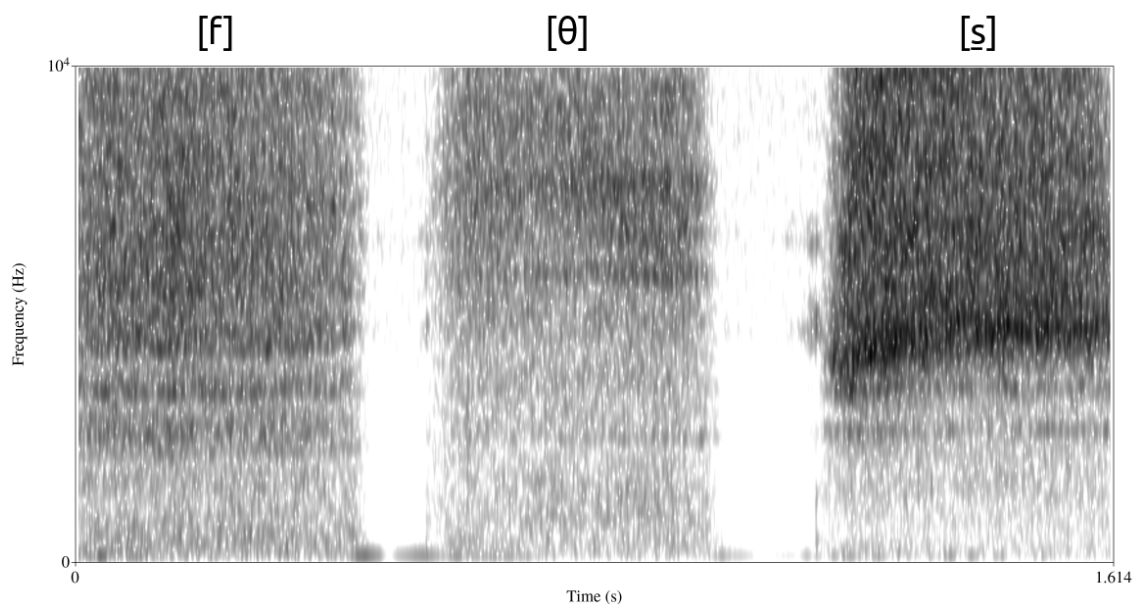 [f] [θ] [s̠]
10⁴
Frequency (Hz)
0
0 1.614
Time (s)